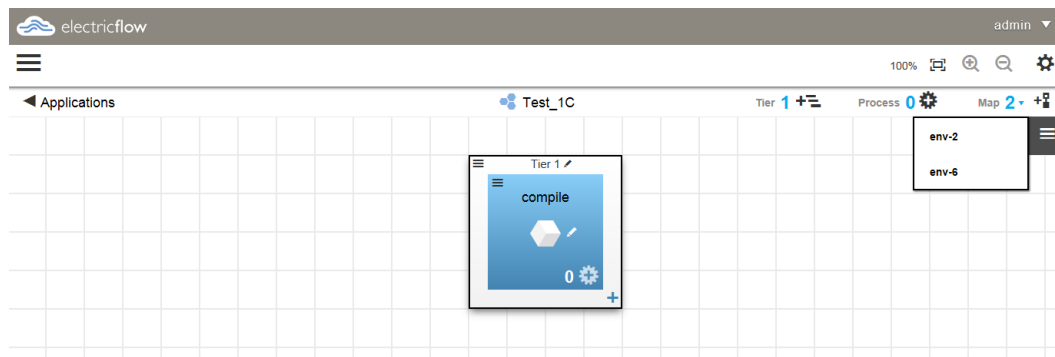 electricflow
admin
100%
Applications
Test_1C
Tier 1
Process 0
Map 2
env-2
env-6
Tier 1
compile
0